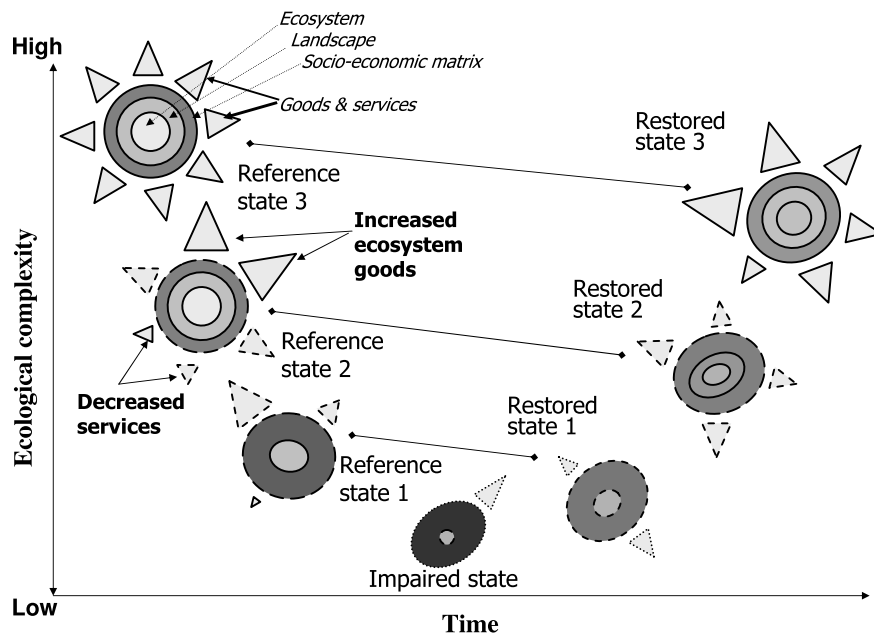 Ecosystem
Landscape
Socio-economic matrix
Goods & services
High
Reference
state 3
Restored
state 3
Increased
ecosystem
goods
Reference
state 2
Restored
state 2
Decreased
services
Reference
state 1
Restored
state 1
Impaired state
Ecological complexity
Low
Time